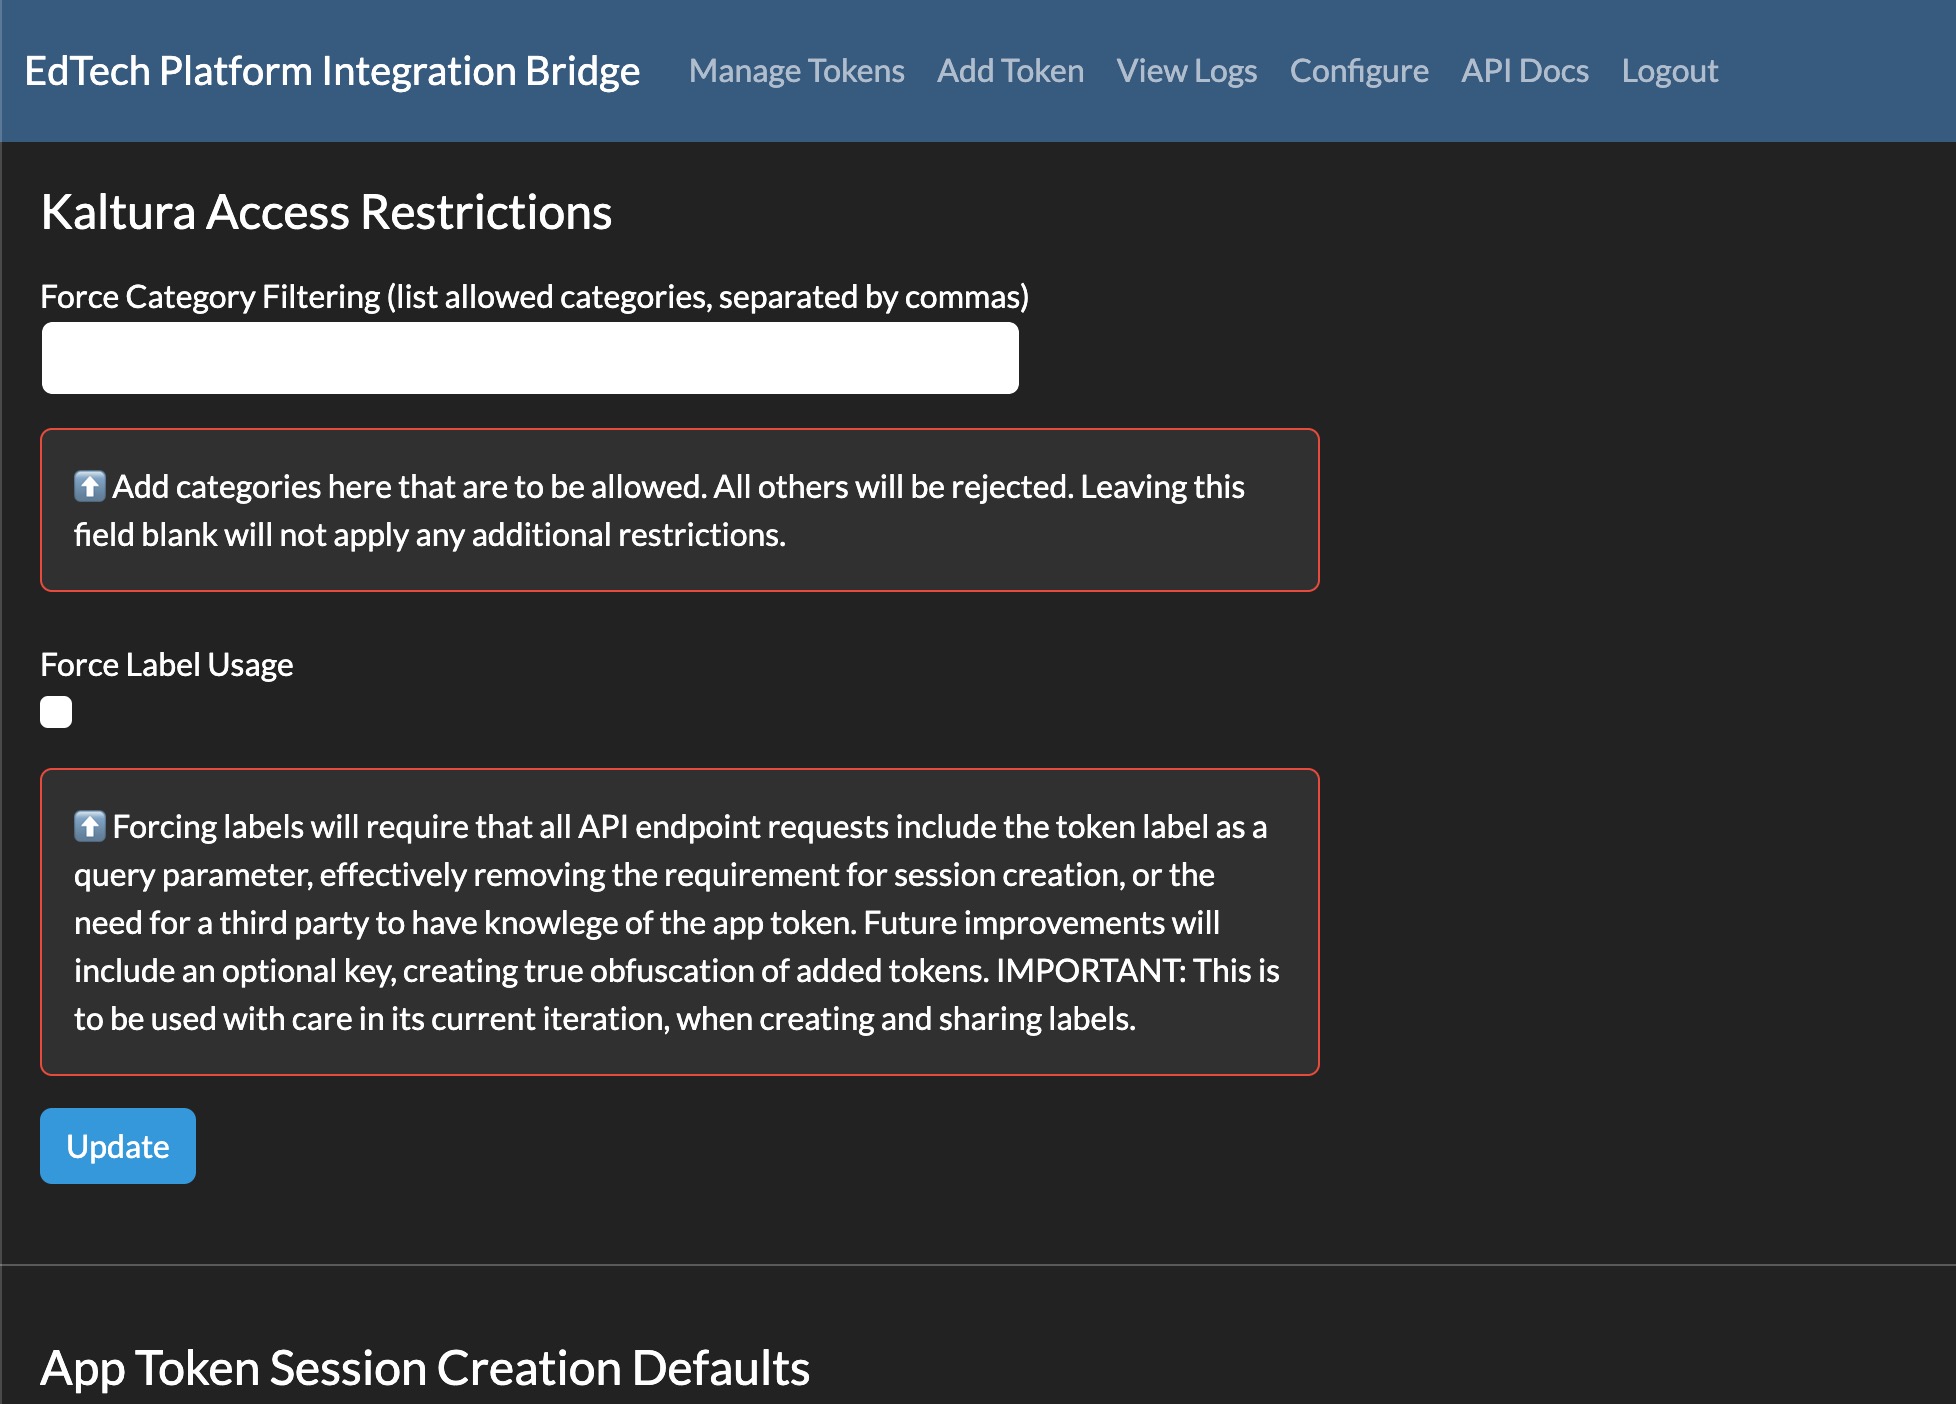 EdTech Platform Integration Bridge Manage Tokens Add Token View Logs Configure API Docs Logout
Kaltura Access Restrictions
Force Category Filtering (list allowed categories, separated by commas)
⬆️ Add categories here that are to be allowed. All others will be rejected. Leaving this
field blank will not apply any additional restrictions.
Force Label Usage
⬆️ Forcing labels will require that all API endpoint requests include the token label as a
query parameter, effectively removing the requirement for session creation, or the
need for a third party to have knowlege of the app token. Future improvements will
include an optional key, creating true obfuscation of added tokens. IMPORTANT: This is
to be used with care in its current iteration, when creating and sharing labels.
Update
App Token Session Creation Defaults